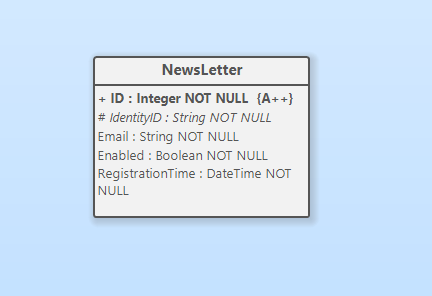 NewsLetter
+ ID : Integer NOT NULL  {A++}
# IdentityID : String NOT NULL
Email : String NOT NULL
Enabled : Boolean NOT NULL
RegistrationTime : DateTime NOT
NULL